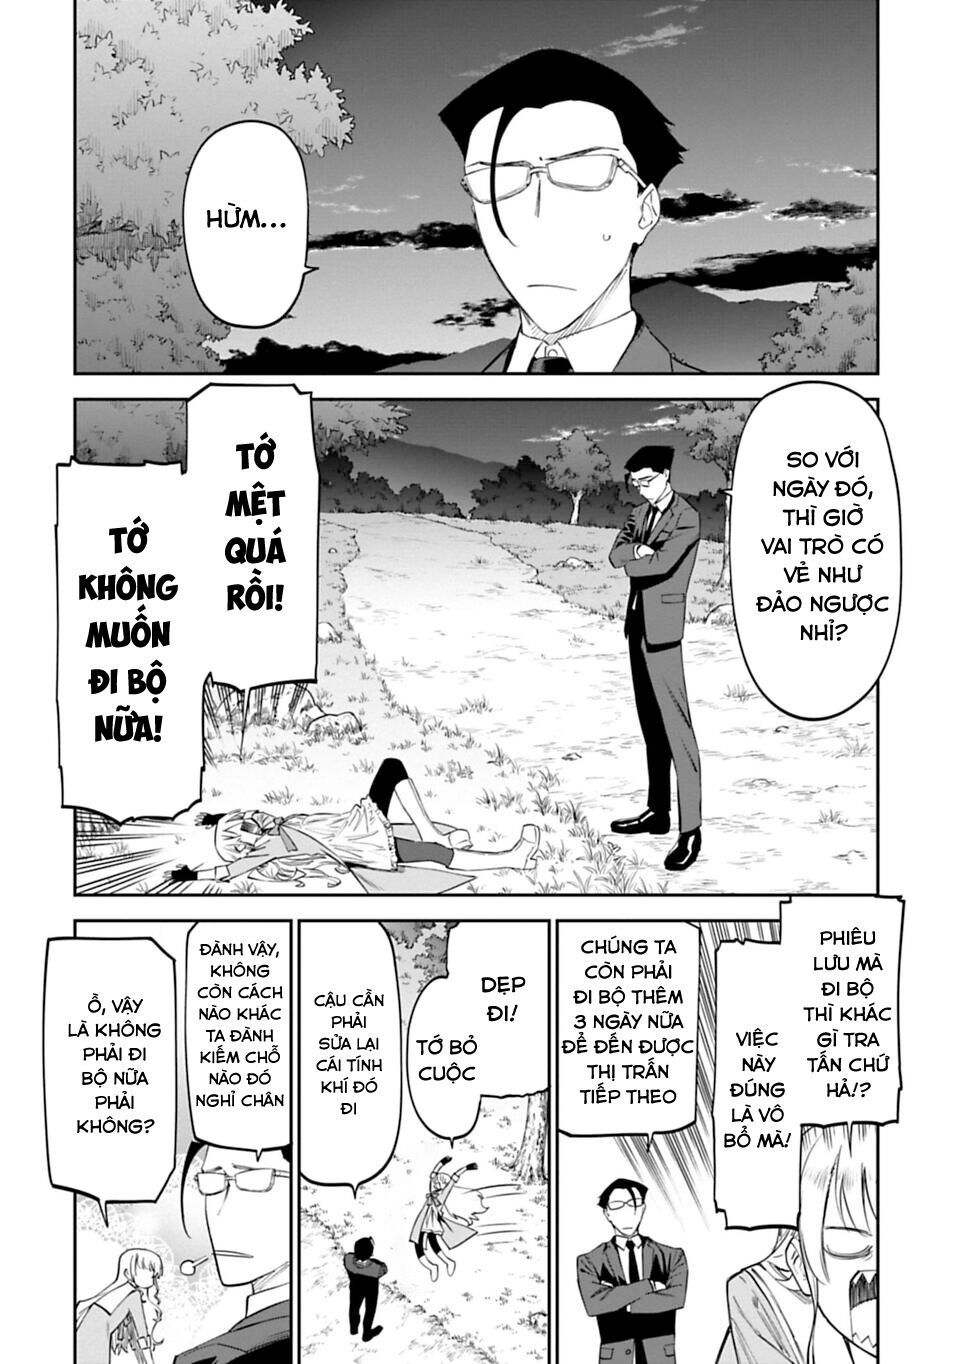 HỪM...
SO VỚI
NGÀY ĐÓ,
THÌ GIỜ
VAI TRÒ CÓ
VẺ NHƯ
ĐẢO NGƯỢC
NHỈ?
TỚ
MỆT
QUÁ
RỒI!
TỚ
KHÔNG
MUỐN
ĐI BỘ
NỮA!
PHIÊU
LƯU MÀ
ĐI BỘ
THÌ KHÁC
GÌ TRA
TẤN CHỨ
HẢ!?
VIỆC
NÀY
ĐÚNG
LÀ VÔ
BỔ MÀ!
CHÚNG TA
CÒN PHẢI
ĐI BỘ THÊM
3 NGÀY NỮA
ĐỂ ĐẾN ĐƯỢC
THỊ TRẤN
TIẾP THEO
DẸP
ĐI!
TỚ BỎ
CUỘC
CẬU CẦN
PHẢI
SỬA LẠI
CÁI TÍNH
KHÍ ĐÓ
ĐI
ĐÀNH VẬY,
KHÔNG
CÒN CÁCH
NÀO KHÁC
TA ĐÀNH
KIẾM CHỖ
NÀO ĐÓ
NGHỈ CHÂN
Ồ, VẬY
LÀ KHÔNG
PHẢI ĐI
BỘ NỮA
PHẢI
KHÔNG?